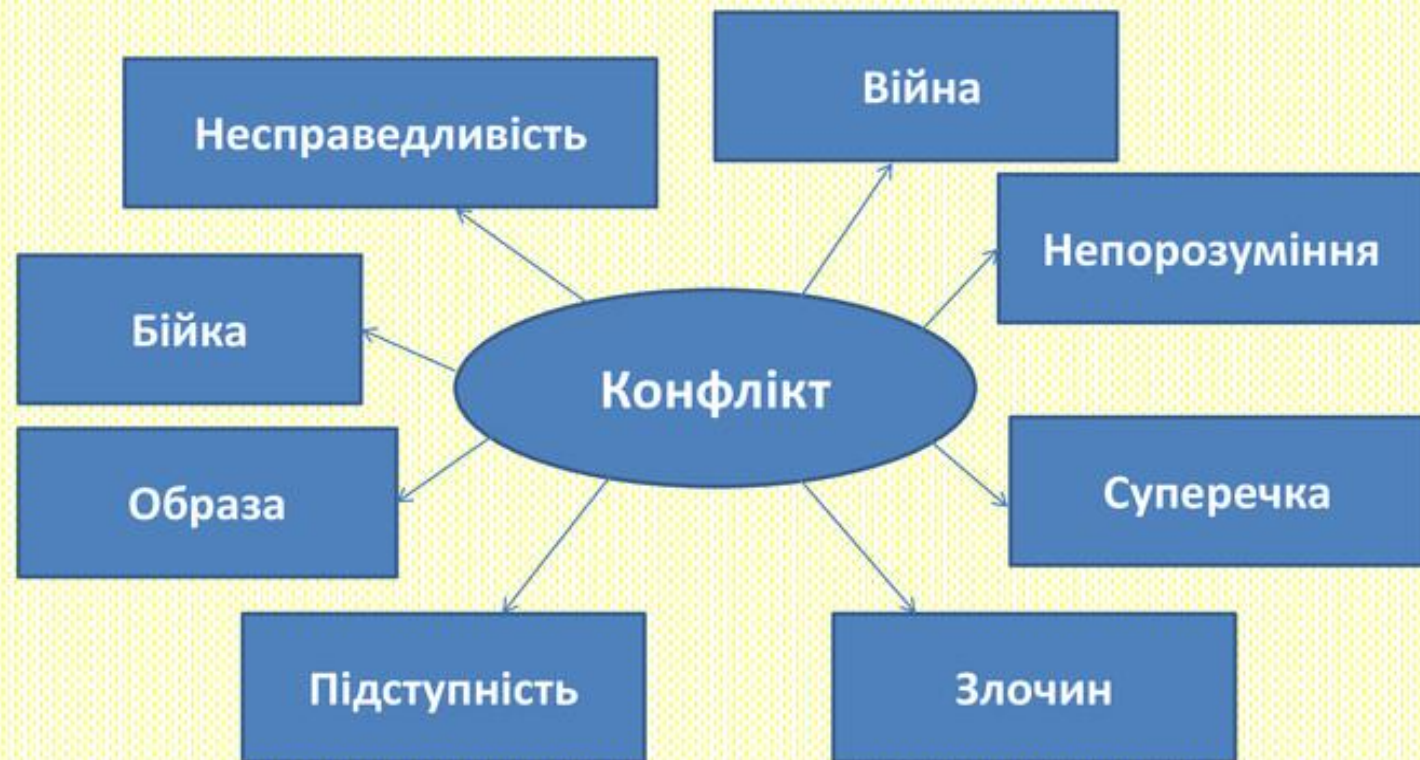 Війна
Несправедливість
Непорозуміння
Бійка
Конфлікт
Образа
Суперечка
Підступність
Злочин